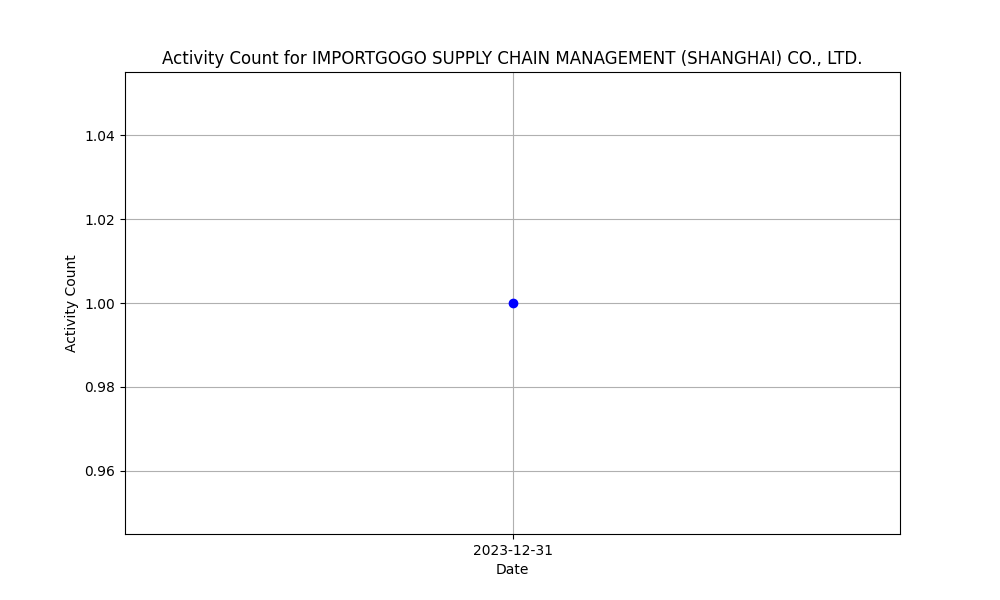 Activity Count for IMPORTGOGO SUPPLY CHAIN MANAGEMENT (SHANGHAI) CO., LTD.
1.04
1.02
1.00
0.98
0.96
Activity Count
2023-12-31
Date